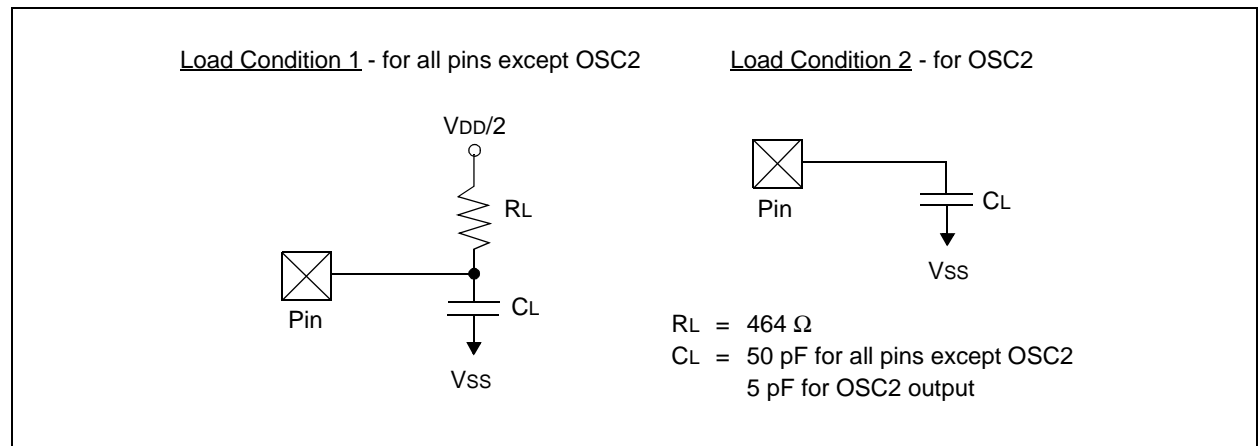 Load Condition 1 - for all pins except OSC2
VDD/2
RL
Pin
CL
VSS
Load Condition 2 - for OSC2
Pin
CL
VSS
RL = 464 Ω
CL = 50 pF for all pins except OSC2
5 pF for OSC2 output